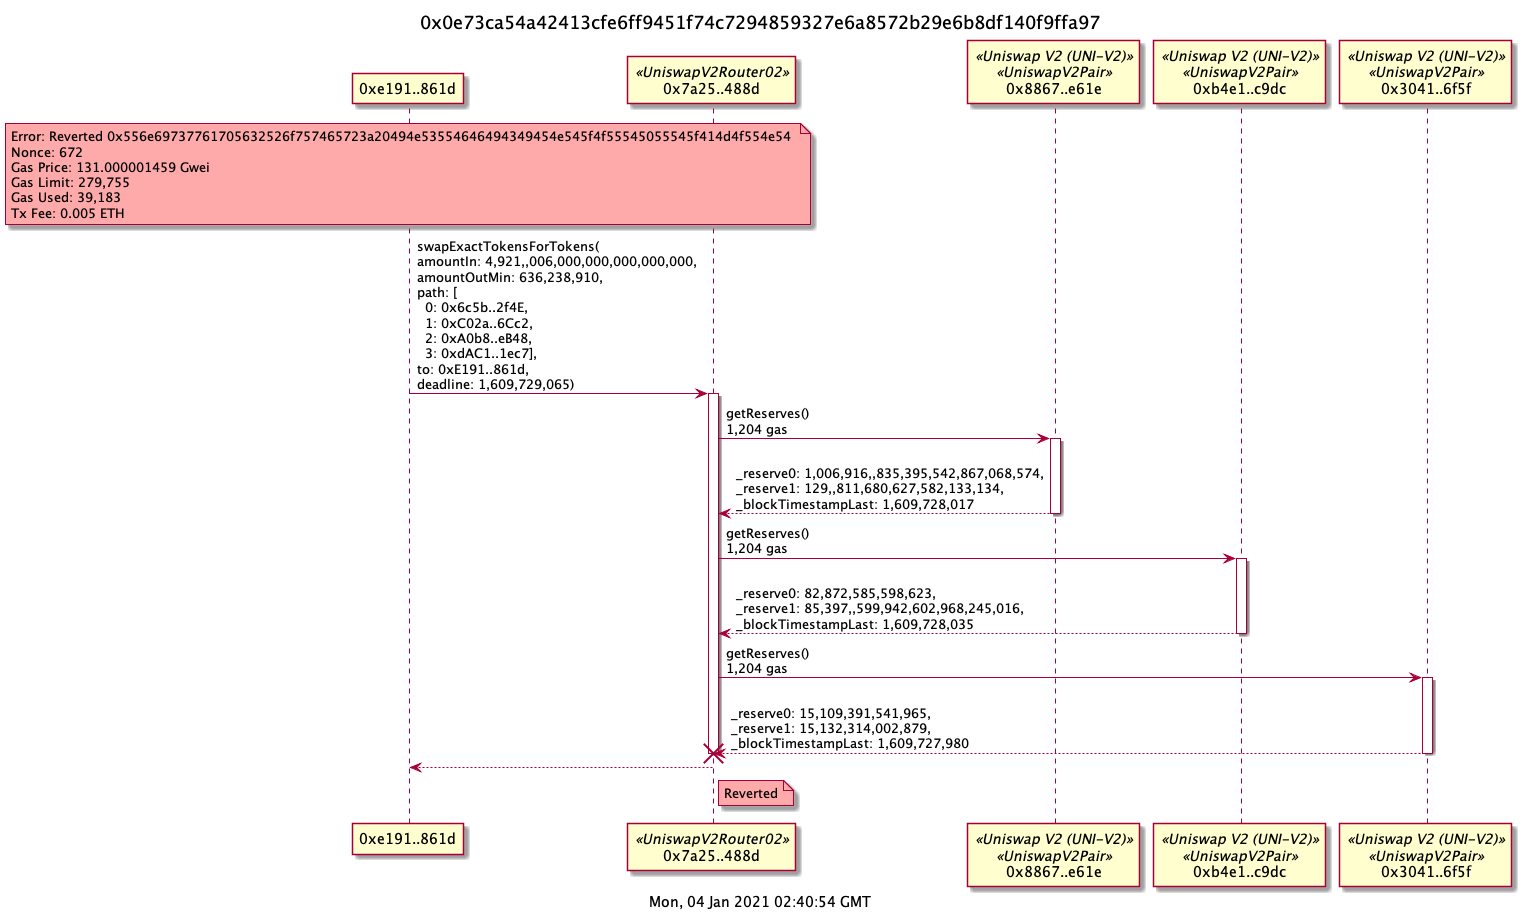 0x0e73ca54a42413cfe6ff9451f74c7294859327e6a8572b29e6b8df140f9ffa97
0xe191..861d
«UniswapV2Router02»
0x7a25..488d
«Uniswap V2 (UNI-V2)»
«UniswapV2Pair»
0x8867..e61e
«Uniswap V2 (UNI-V2)»
«UniswapV2Pair»
0xb4e1..c9dc
«Uniswap V2 (UNI-V2)»
«UniswapV2Pair»
0x3041..6f5f
Error: Reverted 0x556e69737761705632526f757465723a20494e53554646494349454e545f4f55545055545f414d4f554e54
Nonce: 672
Gas Price: 131.000001459 Gwei
Gas Limit: 279,755
Gas Used: 39,183
Tx Fee: 0.005 ETH
swapExactTokensForTokens(
amountIn: 4,921,,006,000,000,000,000,000,
amountOutMin: 636,238,910,
path: [
0: 0x6c5b..2f4E,
1: 0xC02a..6Cc2,
2: 0xA0b8..eB48,
3: 0xdAC1..1ec7],
to: 0xE191..861d,
deadline: 1,609,729,065)
getReserves()
1,204 gas
_reserve0: 1,006,916,,835,395,542,867,068,574,
_reserve1: 129,,811,680,627,582,133,134,
_blockTimestampLast: 1,609,728,017
getReserves()
1,204 gas
_reserve0: 82,872,585,598,623,
_reserve1: 85,397,,599,942,602,968,245,016,
_blockTimestampLast: 1,609,728,035
getReserves()
1,204 gas
_reserve0: 15,109,391,541,965,
_reserve1: 15,132,314,002,879,
_blockTimestampLast: 1,609,727,980
Reverted
0xe191..861d
«UniswapV2Router02»
0x7a25..488d
«Uniswap V2 (UNI-V2)»
«UniswapV2Pair»
0x8867..e61e
«Uniswap V2 (UNI-V2)»
«UniswapV2Pair»
0xb4e1..c9dc
«Uniswap V2 (UNI-V2)»
«UniswapV2Pair»
0x3041..6f5f
Mon, 04 Jan 2021 02:40:54 GMT